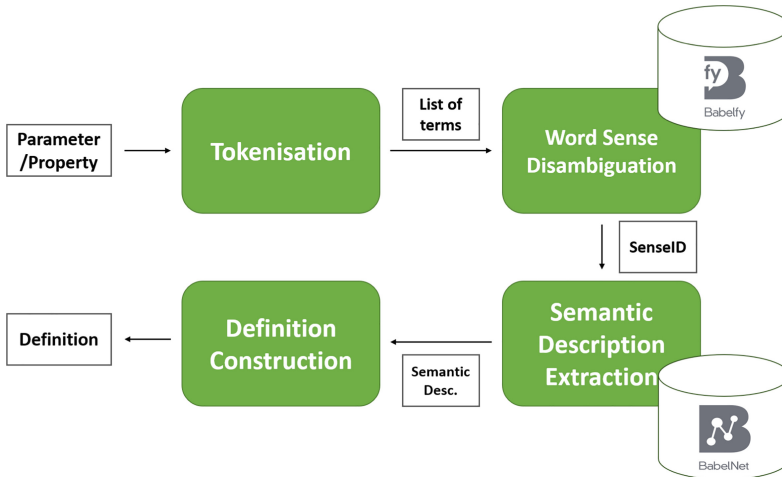 Parameter
/Property
Tokenisation
List of
terms
Word Sense
Disambiguation
fy
Babelfy
SenseID
Semantic
Description
Extraction
BabelNet
Semantic
Desc.
Definition
Construction
Definition